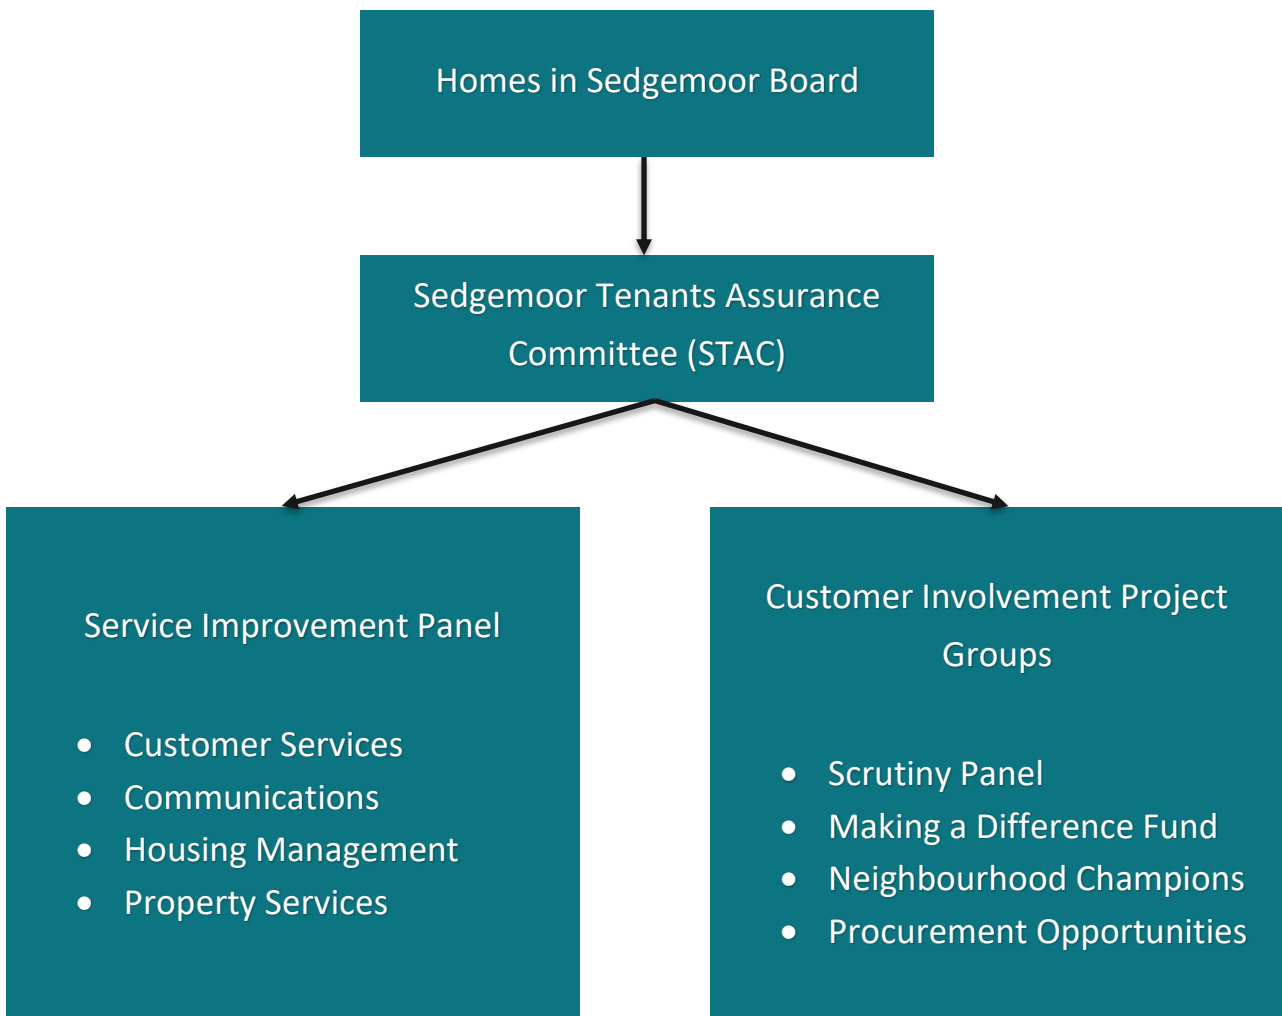 Homes in Sedgemoor Board
Sedgemoor Tenants Assurance
Committee (STAC)
Service Improvement Panel
• Customer Services
• Communications
• Housing Management
• Property Services
Customer Involvement Project
Groups
• Scrutiny Panel
• Making a Difference Fund
• Neighbourhood Champions
• Procurement Opportunities